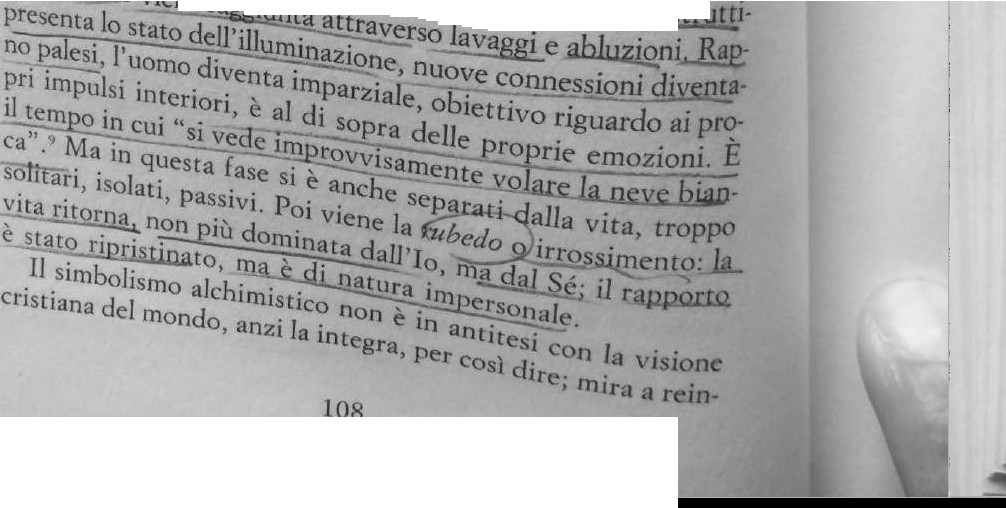 attraverso lavaggi e abluzioni. Rap-
presenta lo stato dell'illuminazione, nuove connessioni diventa-
no palesi, l'uomo diventa imparziale, obiettivo riguardo ai pro-
pri impulsi interiori, è al di sopra delle proprie emozioni. È
il tempo in cui “si vede improvvisamente volare la neve bian-
ca”.⁹ Ma in questa fase si è anche separati dalla vita, troppo
solitari, isolati, passivi. Poi viene la rubedo o irrossimento: la
vita ritorna, non più dominata dall'Io, ma dal Sé; il rapporto
è stato ripristinato, ma è di natura impersonale.
Il simbolismo alchimistico non è in antitesi con la visione
cristiana del mondo, anzi la integra, per così dire; mira a rein-
108